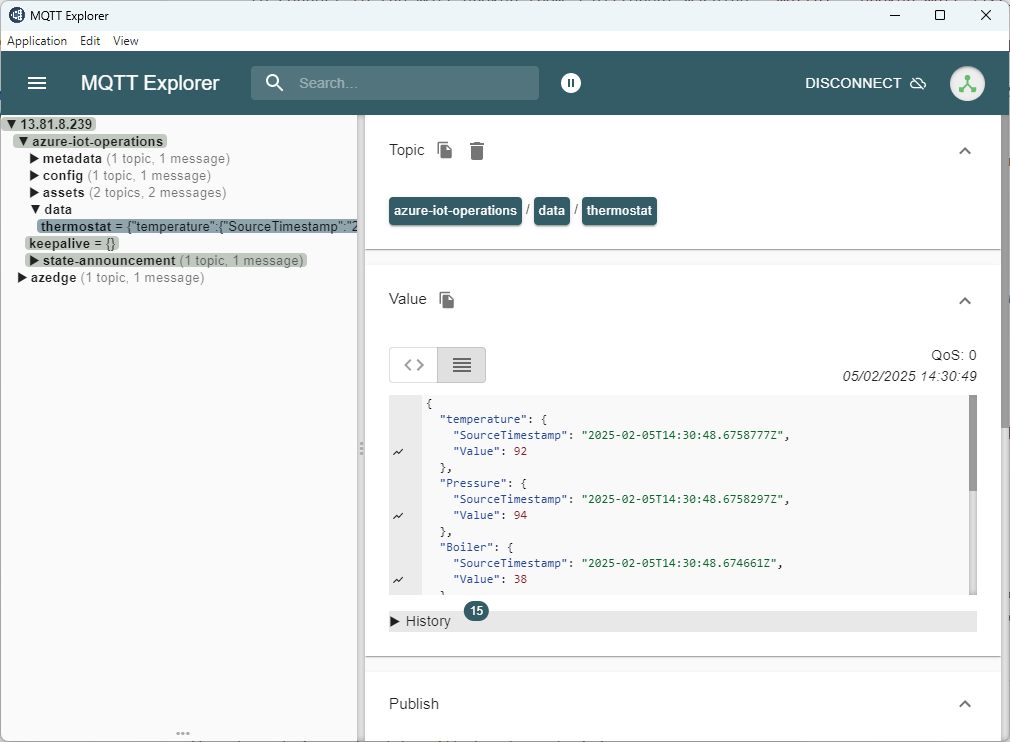 MQTT Explorer
Application Edit View
MQTT Explorer
Search...
DISCONNECT
▼ 13.81.8.239
▼ azure-iot-operations
▶ metadata (1 topic, 1 message)
▶ config (1 topic, 1 message)
▶ assets (2 topics, 2 messages)
▼ data
thermostat = {"temperature":{"SourceTimestamp":"2
keepalive = {}
▶ state-announcement (1 topic, 1 message)
▶ azedge (1 topic, 1 message)
Topic
azure-iot-operations / data / thermostat
Value
QoS: 0
05/02/2025 14:30:49
{
"temperature": {
"SourceTimestamp": "2025-02-05T14:30:48.6758777Z",
"Value": 92
},
"Pressure": {
"SourceTimestamp": "2025-02-05T14:30:48.6758297Z",
"Value": 94
},
"Boiler": {
"SourceTimestamp": "2025-02-05T14:30:48.674661Z",
"Value": 38
▶ History 15
Publish